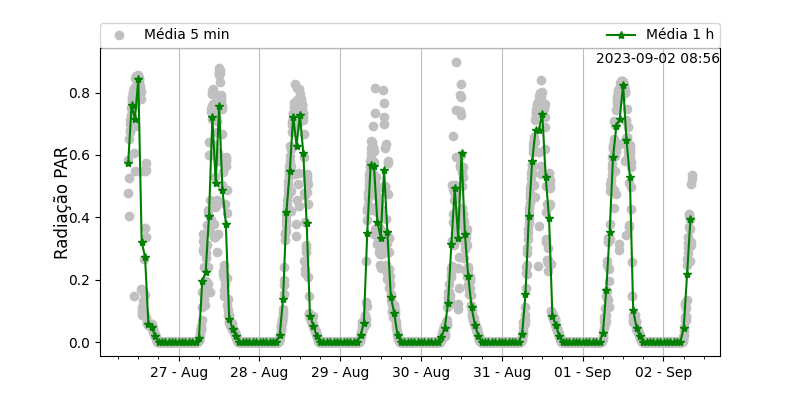 Média 5 min
Média 1 h
2023-09-02 08:56
Radiação PAR
0.8
0.6
0.4
0.2
0.0
27 - Aug
28 - Aug
29 - Aug
30 - Aug
31 - Aug
01 - Sep
02 - Sep